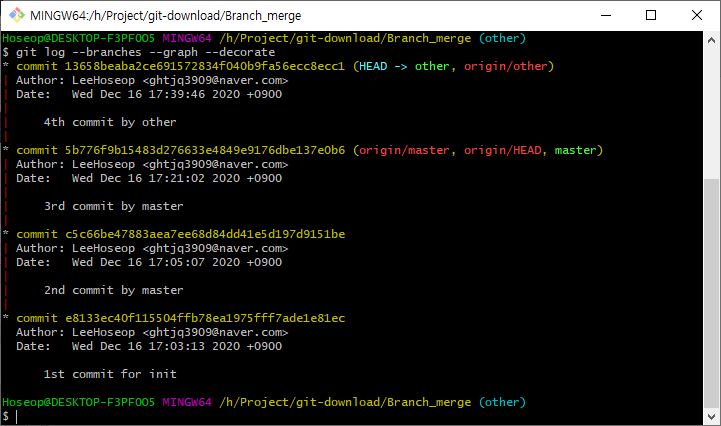 MINGW64:/h/Project/git-download/Branch_merge
Hoseop@DESKTOP-F3PF0O5 MINGW64 /h/Project/git-download/Branch_merge (other)
$ git log --branches --graph --decorate
* commit 13658beaba2ce691572834f040b9fa56ecc8ecc1 (HEAD -> other, origin/other)
| Author: LeeHoseop <ghtjq3909@naver.com>
| Date:   Wed Dec 16 17:39:46 2020 +0900
|
|     4th commit by other
|
* commit 5b776f9b15483d276633e4849e9176dbe137e0b6 (origin/master, origin/HEAD, master)
| Author: LeeHoseop <ghtjq3909@naver.com>
| Date:   Wed Dec 16 17:21:02 2020 +0900
|
|     3rd commit by master
|
* commit c5c66be47883aea7ee68d84dd41e5d197d9151be
| Author: LeeHoseop <ghtjq3909@naver.com>
| Date:   Wed Dec 16 17:05:07 2020 +0900
|
|     2nd commit by master
|
* commit e8133ec40f115504ffb78ea1975fff7ade1e81ec
  Author: LeeHoseop <ghtjq3909@naver.com>
  Date:   Wed Dec 16 17:03:13 2020 +0900

      1st commit for init

Hoseop@DESKTOP-F3PF0O5 MINGW64 /h/Project/git-download/Branch_merge (other)
$